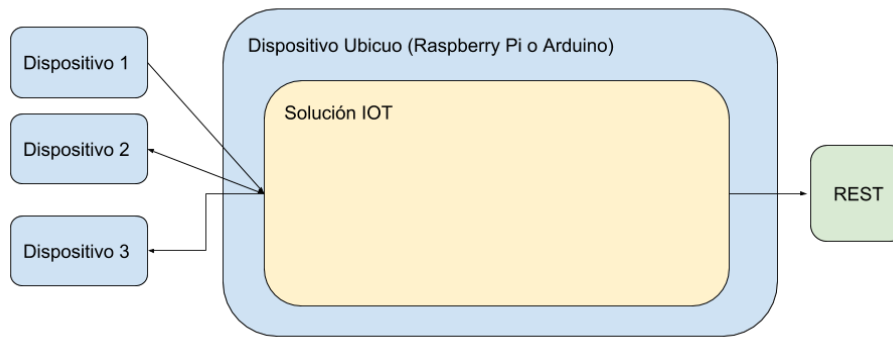 Dispositivo 1
Dispositivo 2
Dispositivo 3
Dispositivo Ubicuo (Raspberry Pi o Arduino)
Solución IOT
REST